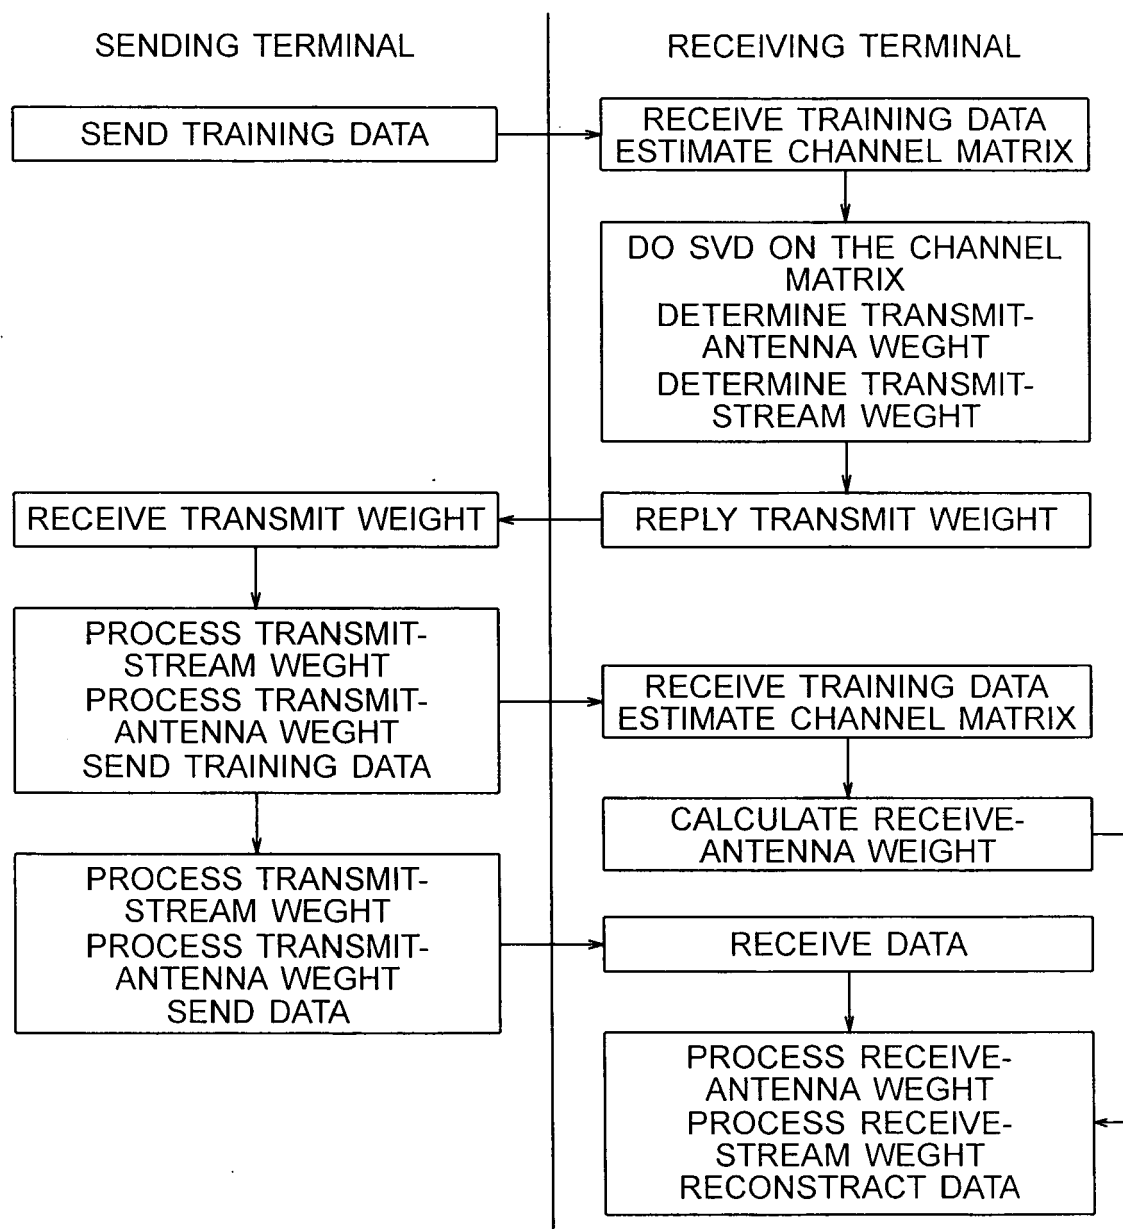 SENDING TERMINAL
RECEIVING TERMINAL
SEND TRAINING DATA
RECEIVE TRAINING DATA
ESTIMATE CHANNEL MATRIX
DO SVD ON THE CHANNEL
MATRIX
DETERMINE TRANSMIT-
ANTENNA WEGHT
DETERMINE TRANSMIT-
STREAM WEGHT
RECEIVE TRANSMIT WEIGHT
REPLY TRANSMIT WEIGHT
PROCESS TRANSMIT-
STREAM WEGHT
PROCESS TRANSMIT-
ANTENNA WEGHT
SEND TRAINING DATA
RECEIVE TRAINING DATA
ESTIMATE CHANNEL MATRIX
CALCULATE RECEIVE-
ANTENNA WEIGHT
PROCESS TRANSMIT-
STREAM WEGHT
PROCESS TRANSMIT-
ANTENNA WEGHT
SEND DATA
RECEIVE DATA
PROCESS RECEIVE-
ANTENNA WEGHT
PROCESS RECEIVE-
STREAM WEGHT
RECONSTRACT DATA